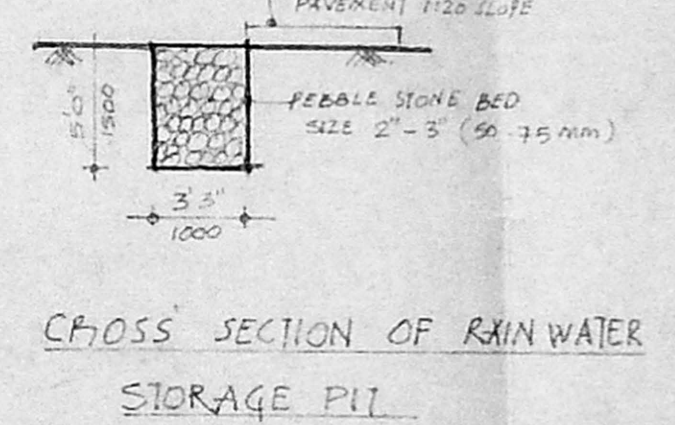 PAVEMENT 1:20 SLOPE
5'0"
1500
PEBBLE STONE BED
SIZE 2"-3" (50-75mm)
3'3"
1000
CROSS SECTION OF RAIN WATER
STORAGE PIT